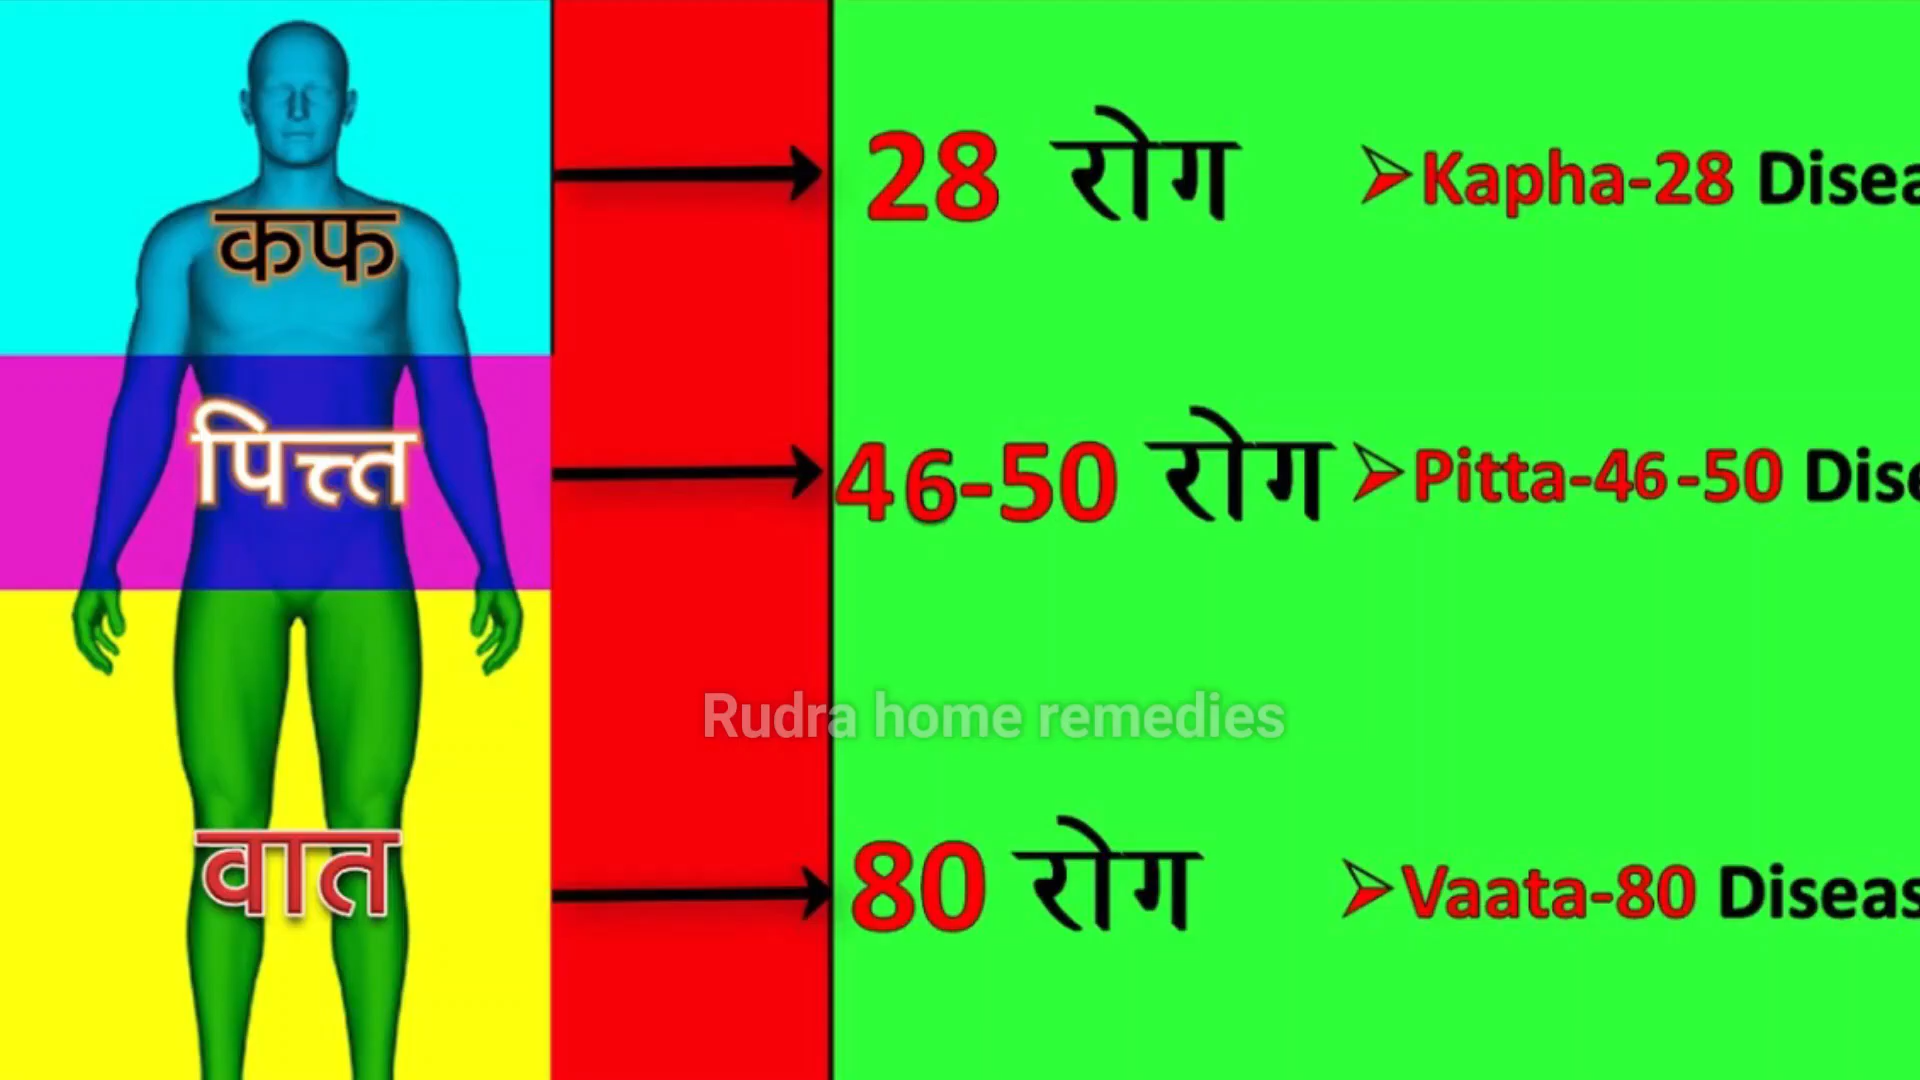 कफ
28 रोग
➢Kapha-28 Disea
पित्त
46-50 रोग
➢Pitta-46-50 Dise
Rudra home remedies
वात
80 रोग
➢Vaata-80 Diseas